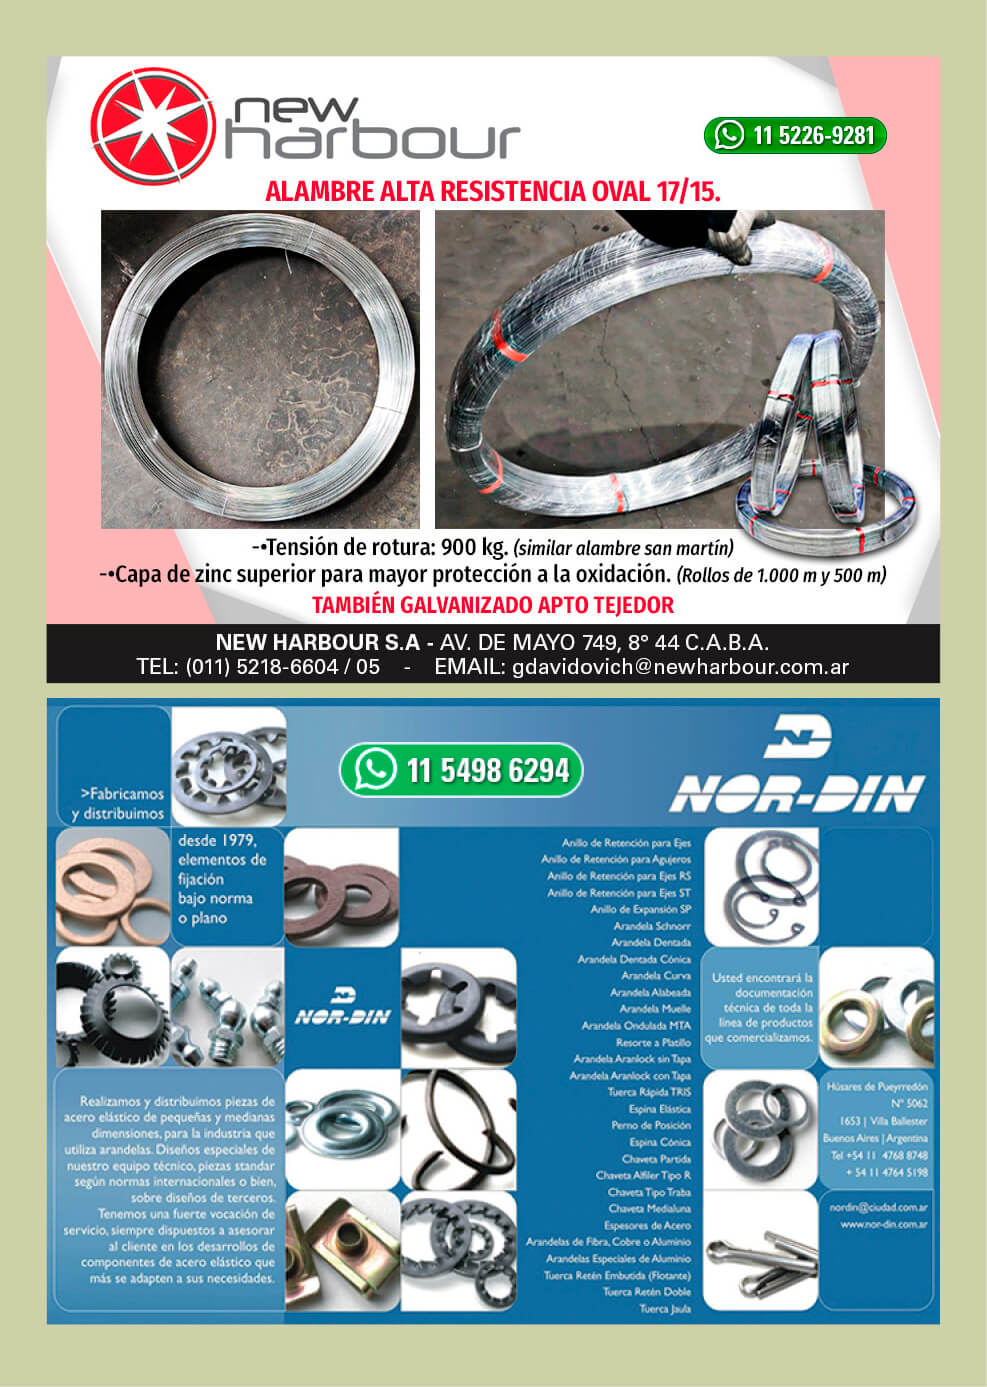 new
harbour
11 5226-9281
ALAMBRE ALTA RESISTENCIA OVAL 17/15.
-•Tensión de rotura: 900 kg. (similar alambre san martín)
-•Capa de zinc superior para mayor protección a la oxidación. (Rollos de 1.000 m y 500 m)
TAMBIÉN GALVANIZADO APTO TEJEDOR
NEW HARBOUR S.A - AV. DE MAYO 749, 8° 44 C.A.B.A.
TEL: (011) 5218-6604 / 05 - EMAIL: gdavidovich@newharbour.com.ar
11 5498 6294
NOR-DIN
>Fabricamos
y distribuimos
desde 1979,
elementos de
fijación
bajo norma
o plano
NOR-DIN
Realizamos y distribuimos piezas de
acero elástico de pequeñas y medianas
dimensiones, para la industria que
utiliza arandelas. Diseños especiales de
nuestro equipo técnico, piezas standar
según normas internacionales o bien,
sobre diseños de terceros.
Tenemos una fuerte vocación de
servicio, siempre dispuestos a asesorar
al cliente en los desarrollos de
componentes de acero elástico que
más se adapten a sus necesidades.
Anillo de Retención para Ejes
Anillo de Retención para Agujeros
Anillo de Retención para Ejes RS
Anillo de Retención para Ejes ST
Anillo de Expansión SP
Arandela Schnorr
Arandela Dentada
Arandela Dentada Cónica
Arandela Curva
Arandela Alabeada
Arandela Muelle
Arandela Ondulada MTA
Resorte a Platillo
Arandela Aranlock sin Tapa
Arandela Aranlock con Tapa
Tuerca Rápida TRIS
Espina Elástica
Perno de Posición
Espina Cónica
Chaveta Partida
Chaveta Alfiler Tipo R
Chaveta Tipo Traba
Chaveta Medialuna
Espesores de Acero
Arandelas de Fibra, Cobre o Aluminio
Arandelas Especiales de Aluminio
Tuerca Retén Embutida (Flotante)
Tuerca Retén Doble
Tuerca Jaula
Usted encontrará la
documentación
técnica de toda la
línea de productos
que comercializamos.
Húsares de Pueyrredón
N° 5062
1653 | Villa Ballester
Buenos Aires | Argentina
Tel +54 11 4768 8748
+ 54 11 4764 5198
nordin@ciudad.com.ar
www.nor-din.com.ar